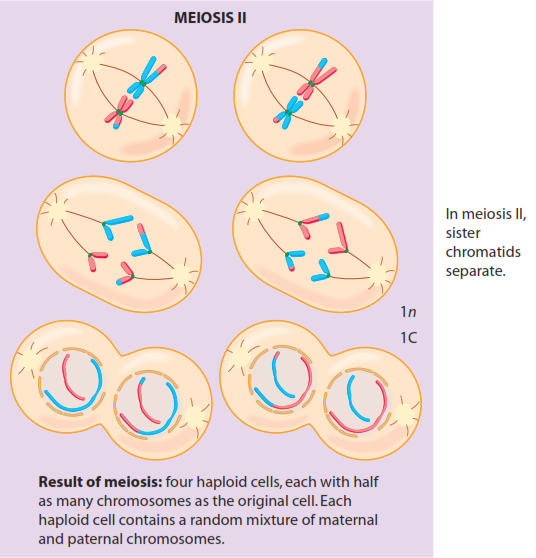 MEIOSIS II
In meiosis II,
sister
chromatids
separate.
1n
1C
Result of meiosis: four haploid cells, each with half
as many chromosomes as the original cell. Each
haploid cell contains a random mixture of maternal
and paternal chromosomes.